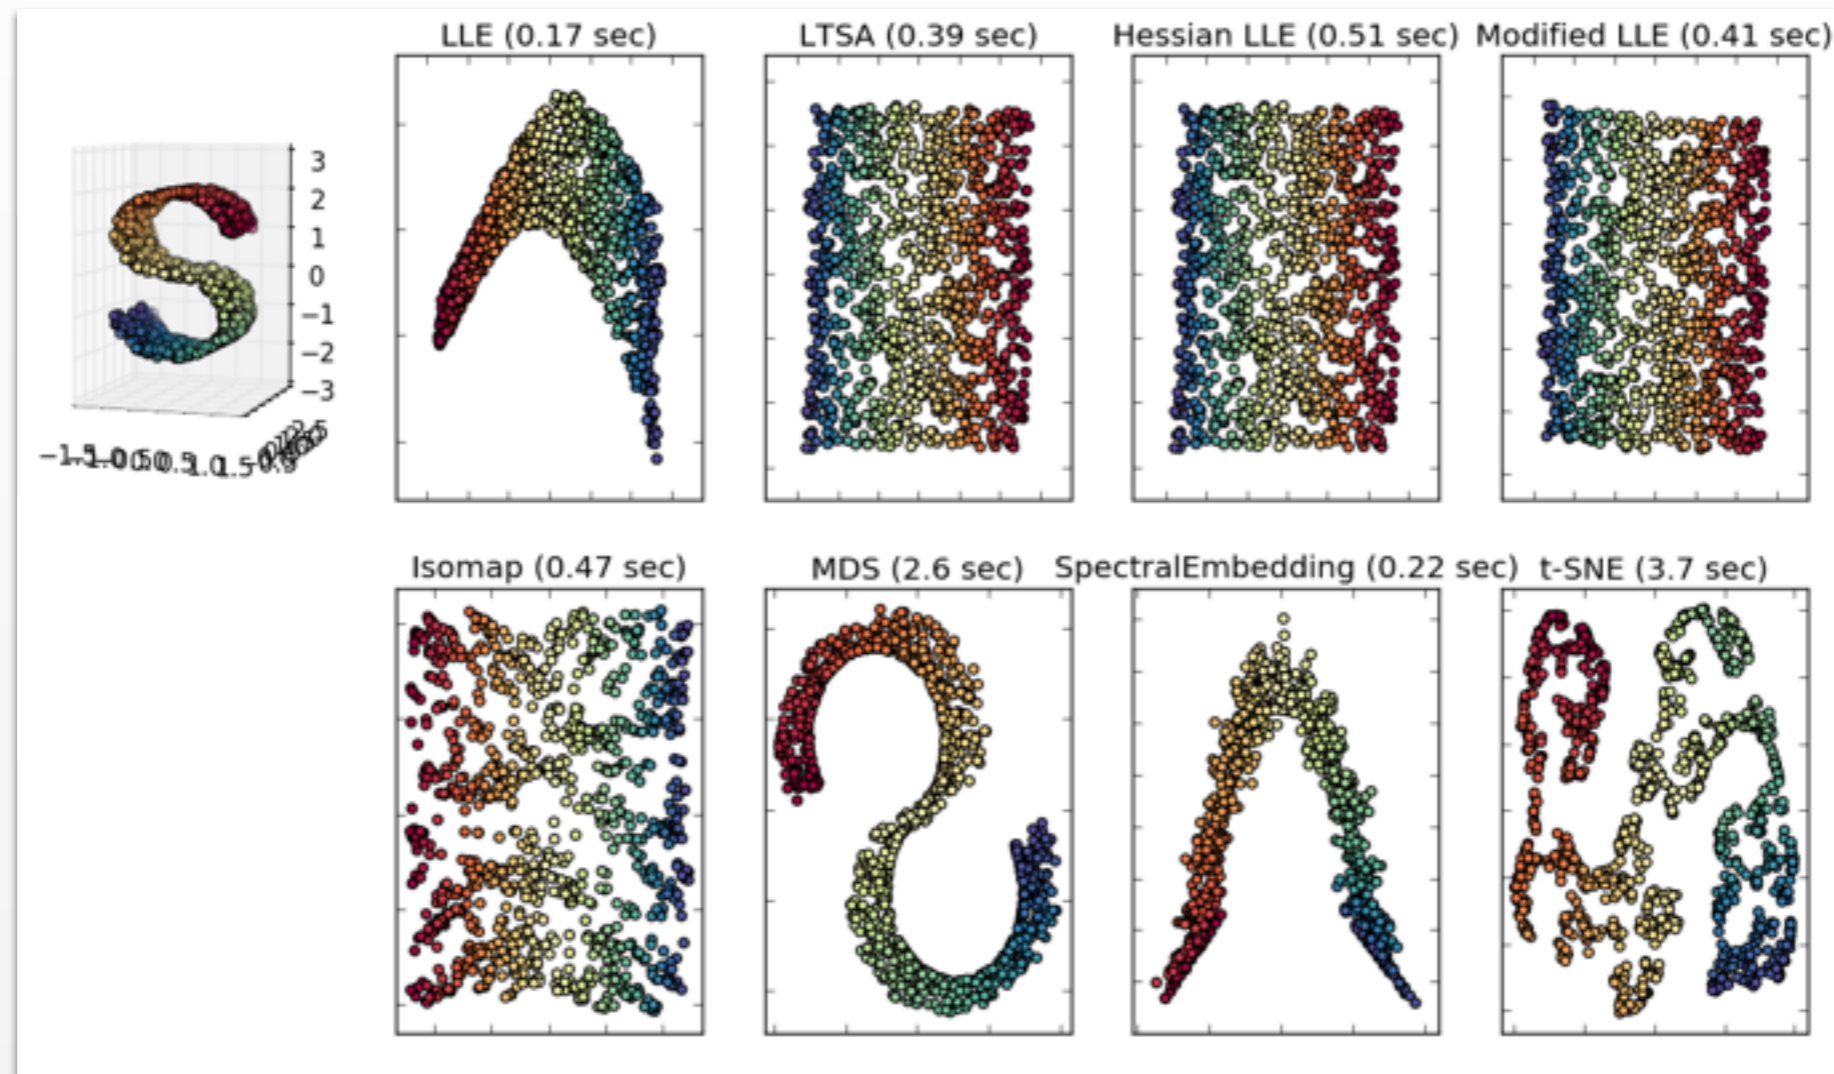 LLE (0.17 sec)
LTSA (0.39 sec)
Hessian LLE (0.51 sec)
Modified LLE (0.41 sec)
3
2
1
0
−1
−2
−3
Isomap (0.47 sec)
MDS (2.6 sec)
SpectralEmbedding (0.22 sec)
t-SNE (3.7 sec)